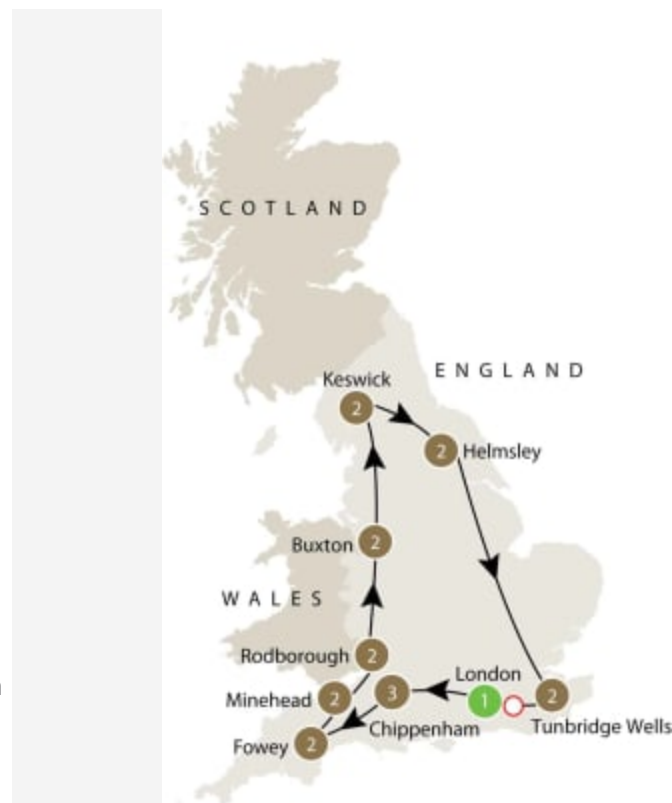 SCOTLAND
ENGLAND
Keswick
2
2 Helmsley
Buxton 2
WALES
Rodborough 2
London
Minehead 2
3
1
2
Chippenham
Tunbridge Wells
Fowey 2